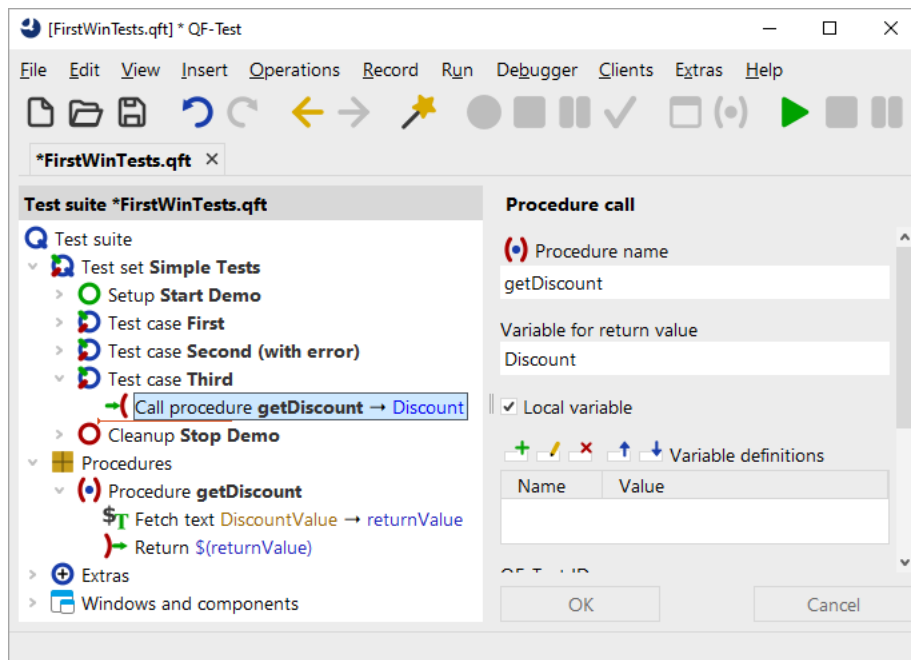 [FirstWinTests.qft] * QF-Test
File Edit View Insert Operations Record Run Debugger Clients Extras Help
*FirstWinTests.qft
Test suite *FirstWinTests.qft
Test suite
Test set Simple Tests
Setup Start Demo
Test case First
Test case Second (with error)
Test case Third
Call procedure getDiscount → Discount
Cleanup Stop Demo
Procedures
Procedure getDiscount
Fetch text DiscountValue → returnValue
Return $(returnValue)
Extras
Windows and components
Procedure call
Procedure name
getDiscount
Variable for return value
Discount
Local variable
Variable definitions
Name Value
OK Cancel